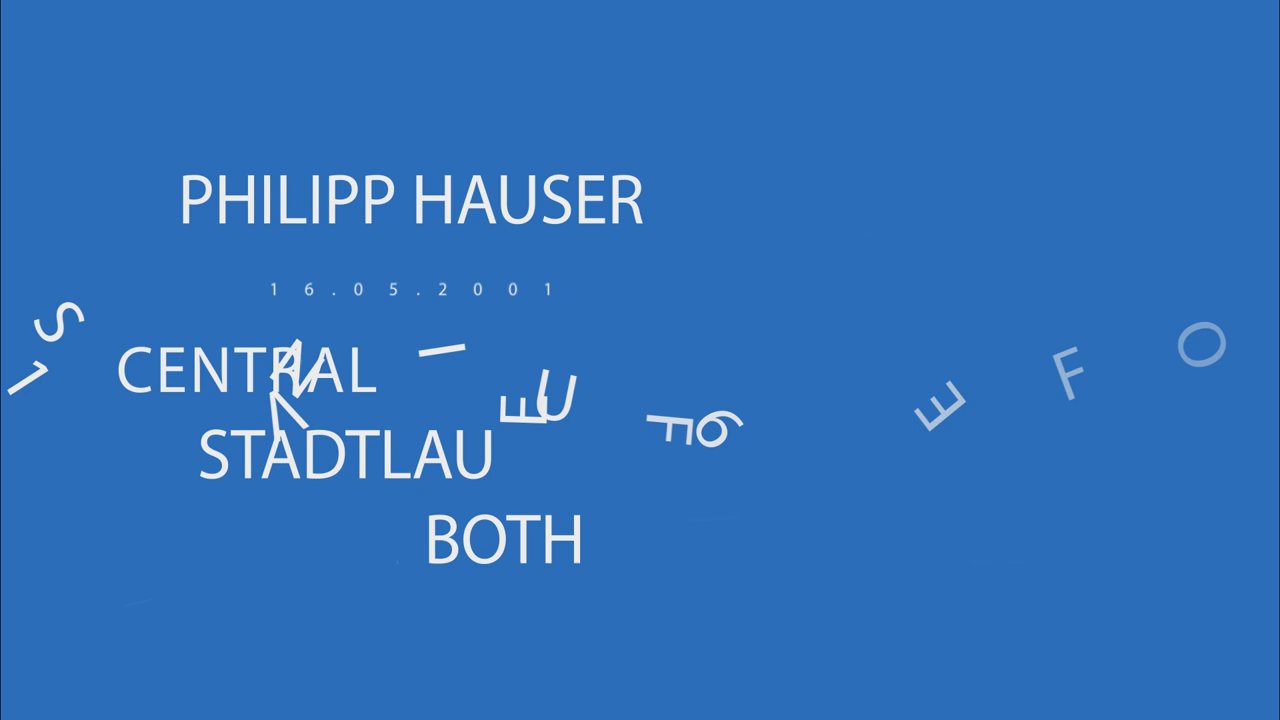 PHILIPP HAUSER
16.05.2001
CENTRAL
STADTLAU
BOTH